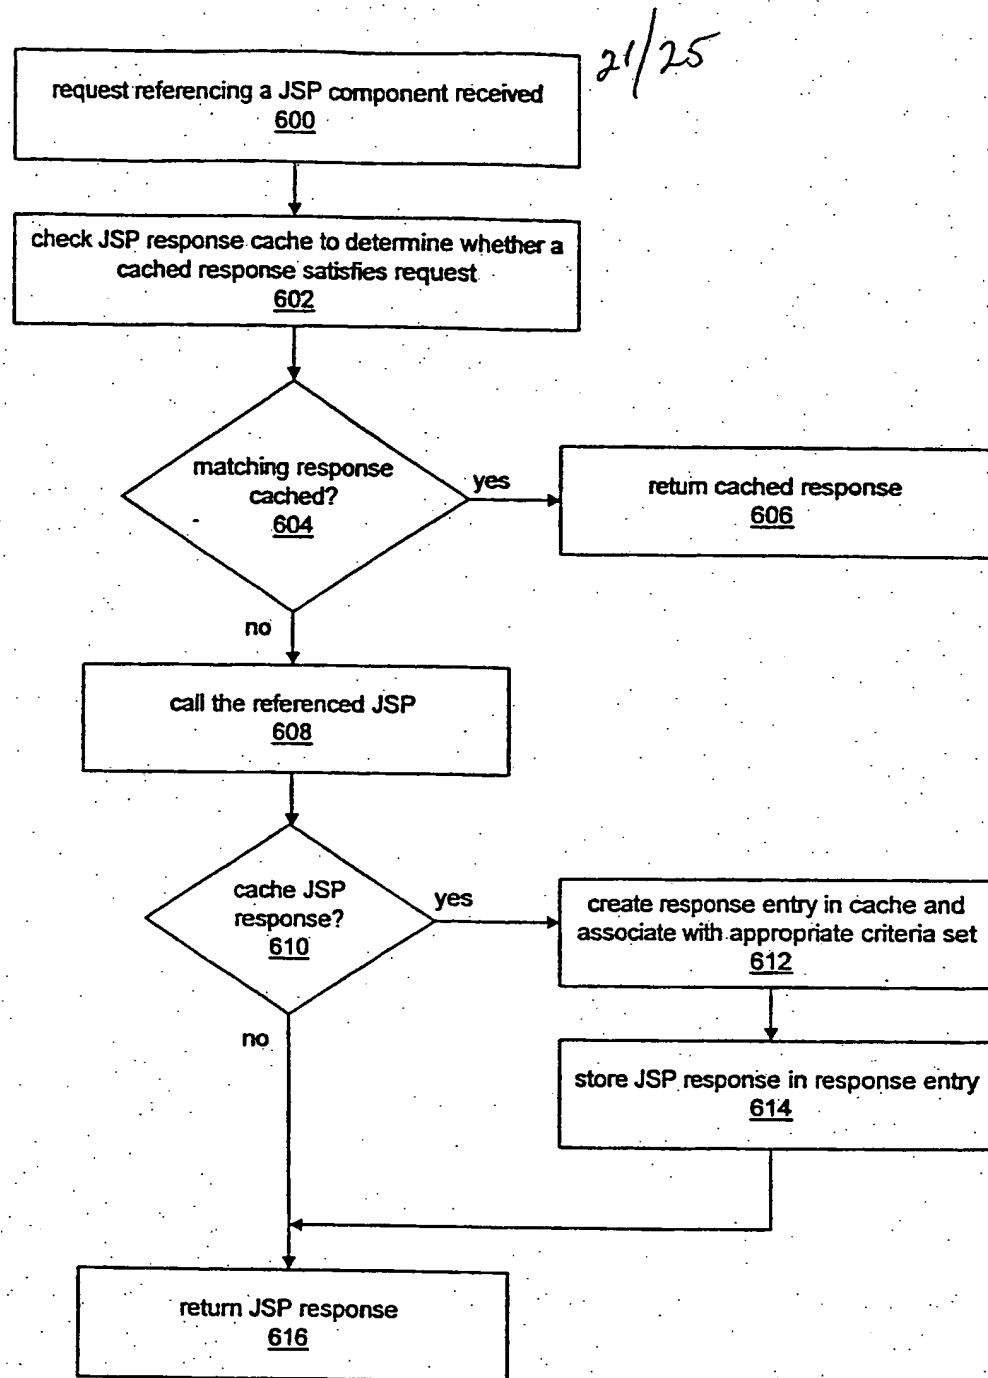 21/25
request referencing a JSP component received
600
check JSP response cache to determine whether a
cached response satisfies request
602
matching response
cached?
604
yes
return cached response
606
no
call the referenced JSP
608
cache JSP
response?
610
yes
create response entry in cache and
associate with appropriate criteria set
612
no
store JSP response in response entry
614
return JSP response
616